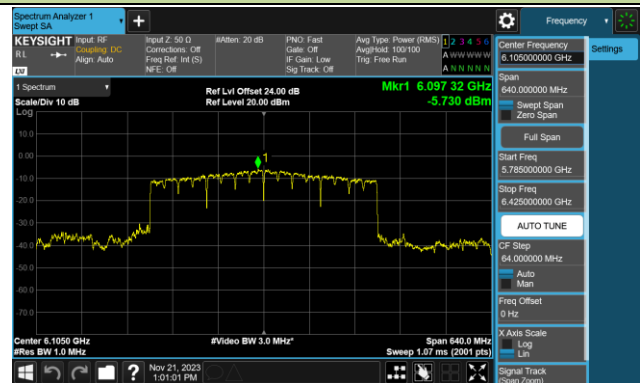 Spectrum Analyzer 1
Swept SA
Frequency
KEYSIGHT
R L
LXI
Input: RF
Coupling: DC
Align: Auto
Input Z: 50 Ω
Corrections: Off
Freq Ref: Int (S)
NFE: Off
#Atten: 20 dB
PNO: Fast
Gate: Off
IF Gain: Low
Sig Track: Off
Avg Type: Power (RMS)
Avg|Hold: 100/100
Trig: Free Run
1 2 3 4 5 6
A W W W W W
A N N N N N
Center Frequency
6.105000000 GHz
Settings
Span
640.000000 MHz
Swept Span
Zero Span
Full Span
Start Freq
5.785000000 GHz
Stop Freq
6.425000000 GHz
AUTO TUNE
CF Step
64.000000 MHz
Auto
Man
Freq Offset
0 Hz
X Axis Scale
Log
Lin
Signal Track
(Span Zoom)
1 Spectrum
Scale/Div 10 dB
Log
Ref Lvl Offset 24.00 dB
Ref Level 20.00 dBm
Mkr1 6.097 32 GHz
-5.730 dBm
10.0
0.00
-10.0
-20.0
-30.0
-40.0
-50.0
-60.0
-70.0
1
Center 6.1050 GHz
#Res BW 1.0 MHz
#Video BW 3.0 MHz*
Span 640.0 MHz
Sweep 1.07 ms (2001 pts)
Nov 21, 2023
1:01:01 PM